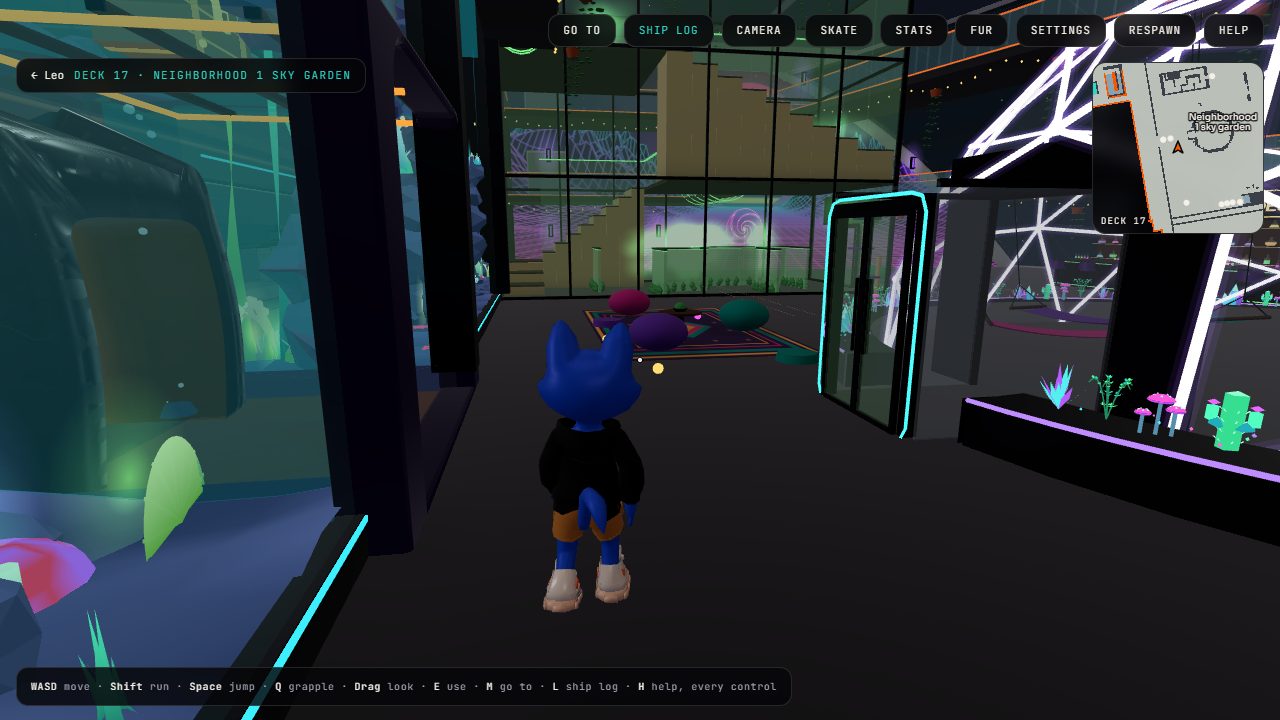 GO TO
SHIP LOG
CAMERA
SKATE
STATS
FUR
SETTINGS
RESPAWN
HELP
← Leo DECK 17 · NEIGHBORHOOD 1 SKY GARDEN
Neighborhood
1 sky garden
DECK 17
WASD move · Shift run · Space jump · Q grapple · Drag look · E use · M go to · L ship log · H help, every control